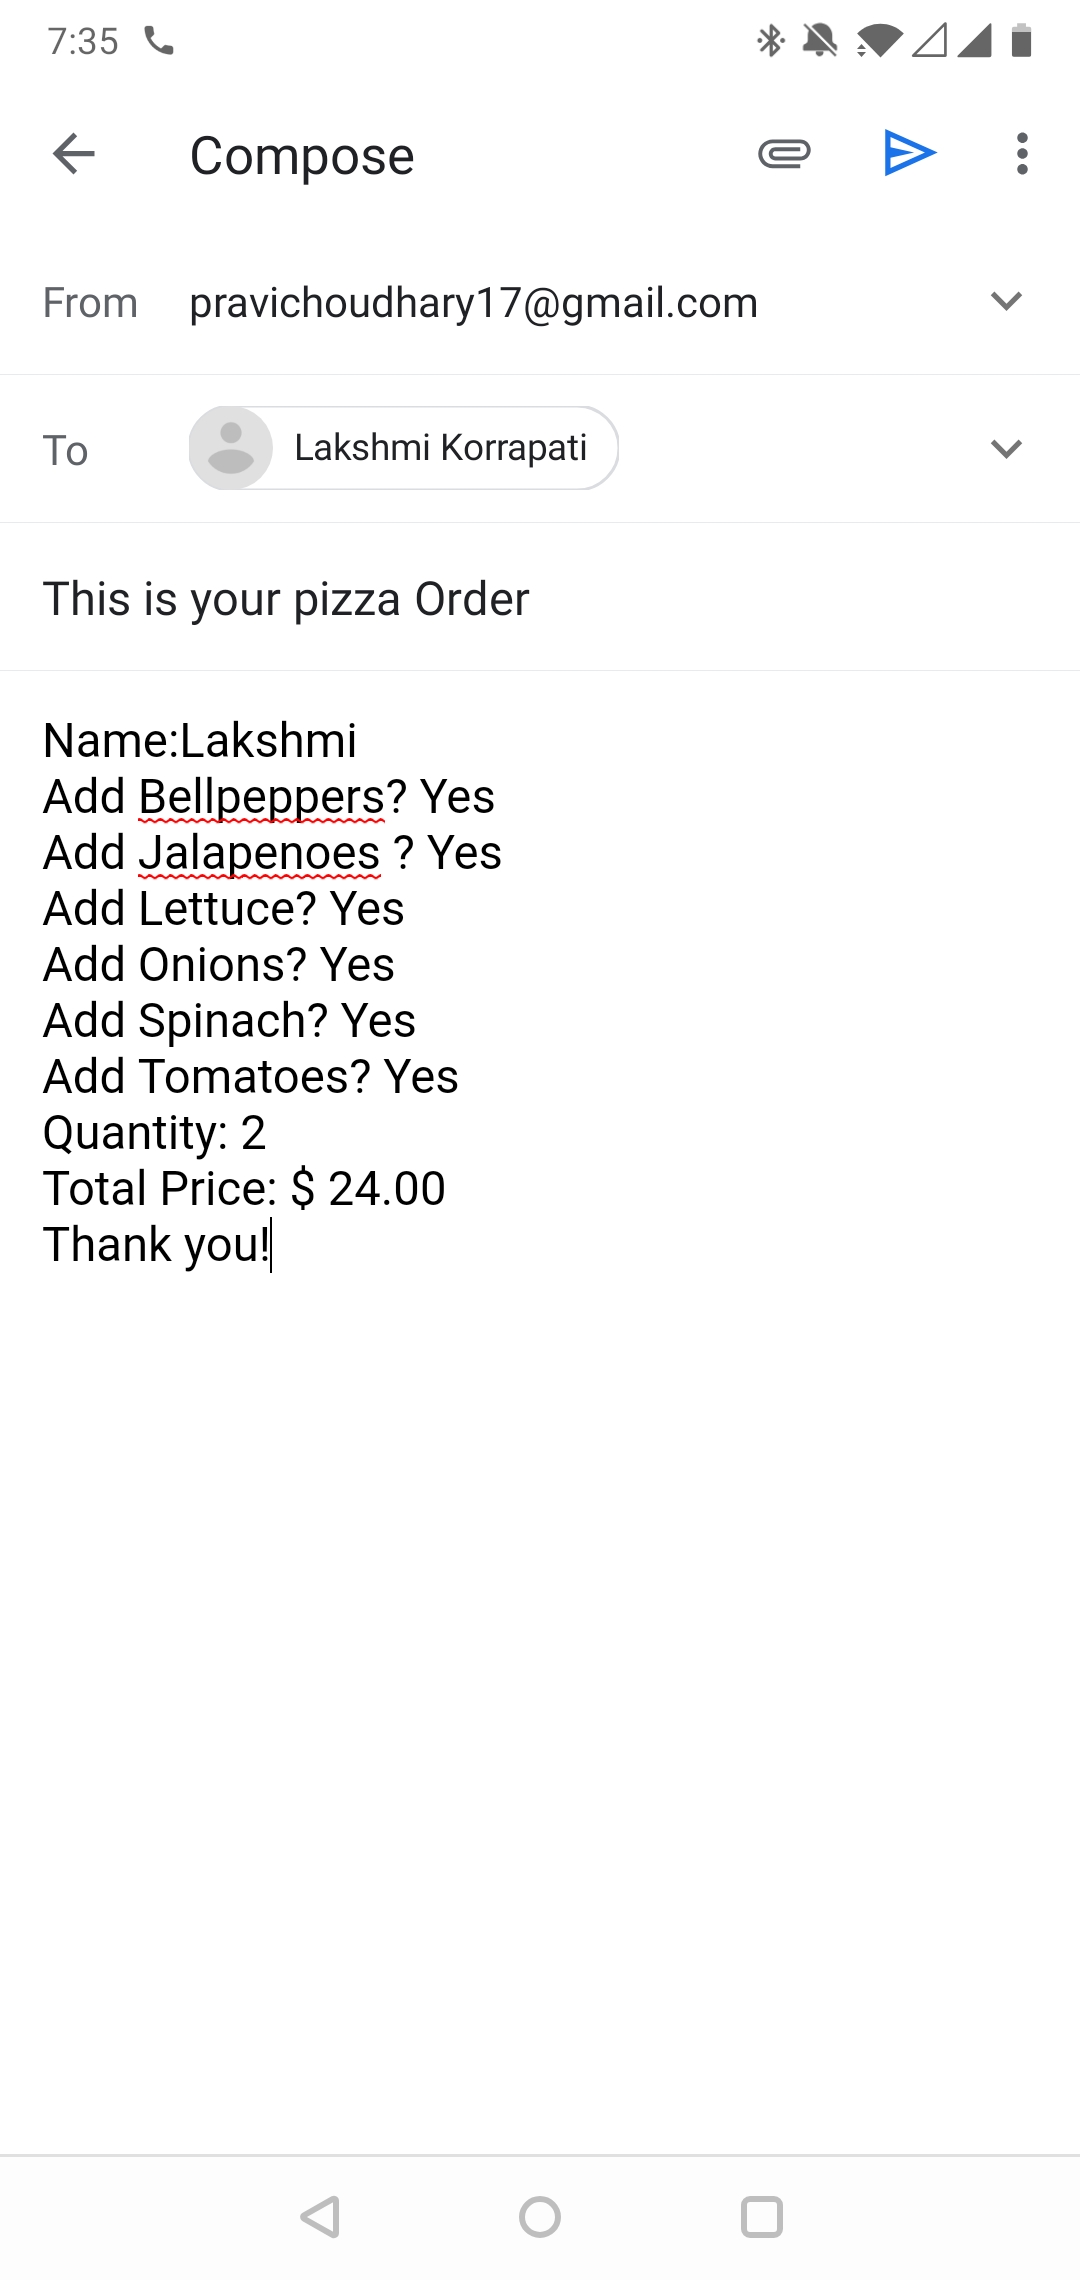 7:35
Compose
From pravichoudhary17@gmail.com
To Lakshmi Korrapati
This is your pizza Order
Name:Lakshmi
Add Bellpeppers? Yes
Add Jalapenoes ? Yes
Add Lettuce? Yes
Add Onions? Yes
Add Spinach? Yes
Add Tomatoes? Yes
Quantity: 2
Total Price: $ 24.00
Thank you!